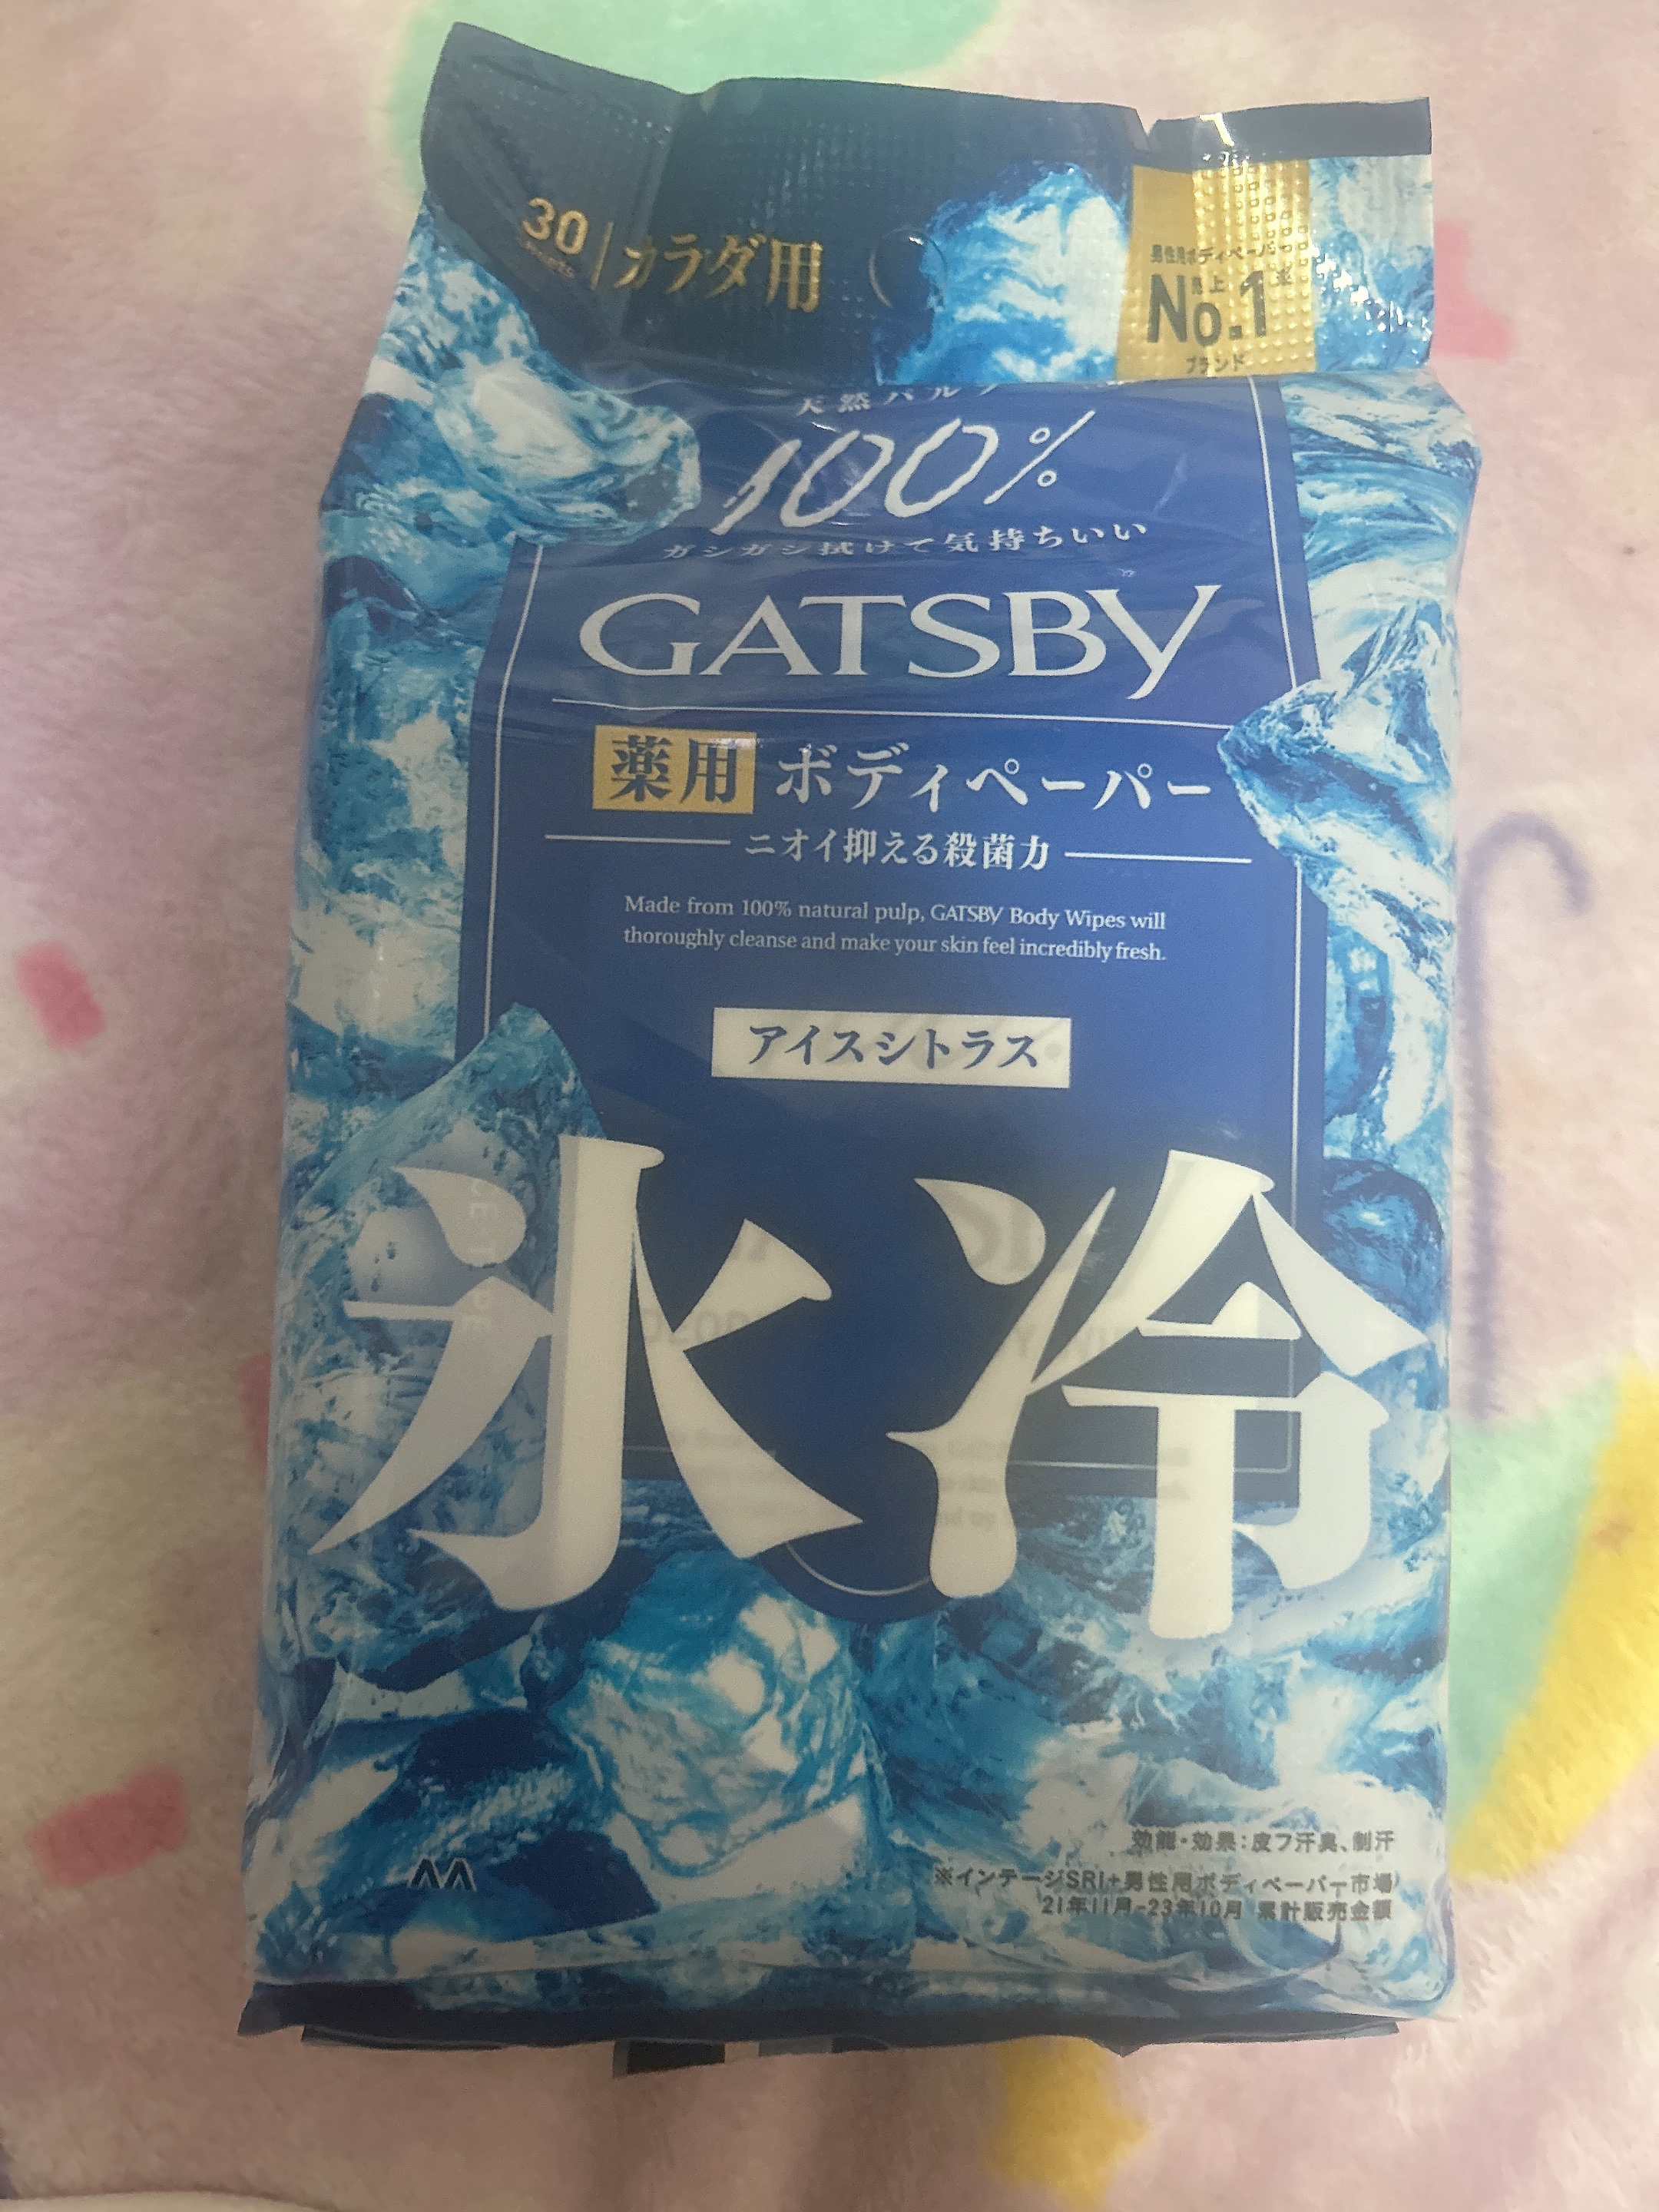 30 | カラダ用
男性用ボディペーパー
売上
No.1※
ブランド
天然パルプ
100%
ガシガシ拭けて気持ちいい
GATSBY
薬用 ボディペーパー
ニオイ抑える殺菌力
Made from 100% natural pulp, GATSBY Body Wipes will
thoroughly cleanse and make your skin feel incredibly fresh.
アイスシトラス
氷冷
効能・効果：皮フ汗臭、制汗
※インテージSRI+男性用ボディペーパー市場
21年11月-23年10月 累計販売金額